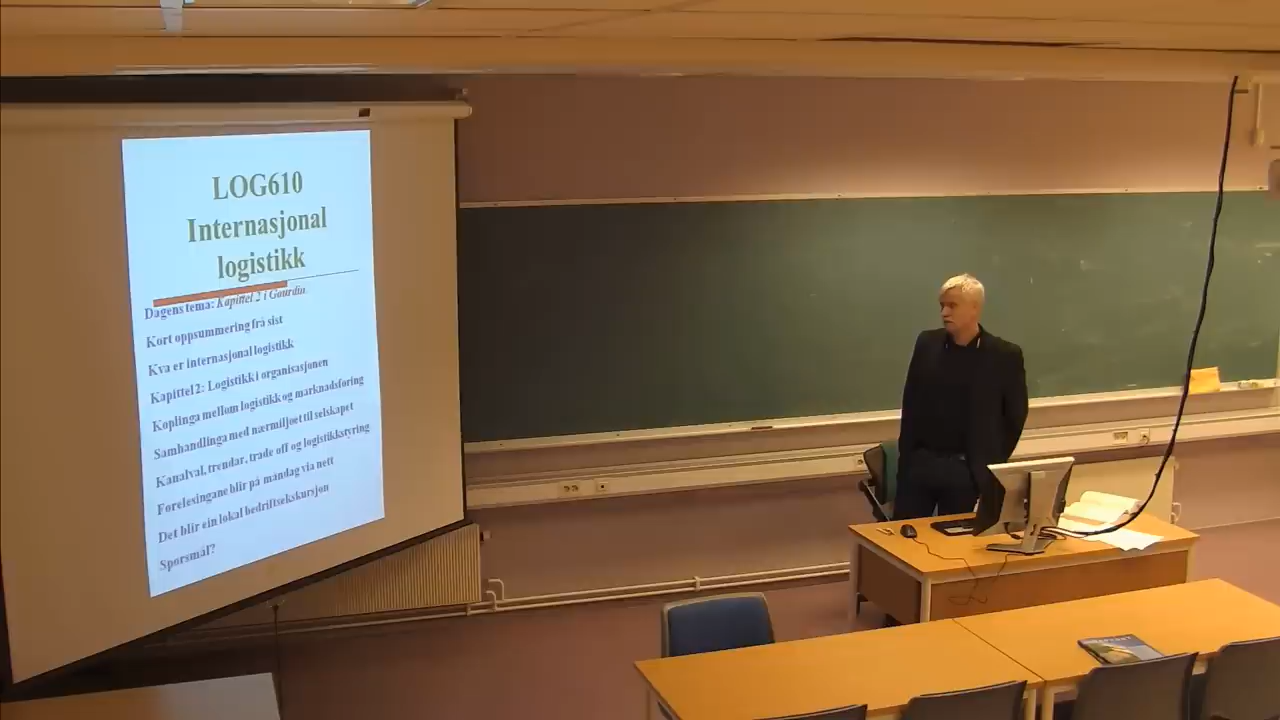 LOG610
Internasjonal
logistikk
Dagens tema: Kapittel 2 i Gourdin
Kort oppsummering frå sist
Kva er internasjonal logistikk
Kapittel 2: Logistikk i organisasjonen
Koplinga mellom logistikk og marknadsføring
Samhandlinga med nærmiljøet til selskapet
Kanalval, trendar, trade off og logistikkstyring
Førelesingane blir på måndag via nett
Det blir ein lokal bedriftsekskursjon
Spørsmål?